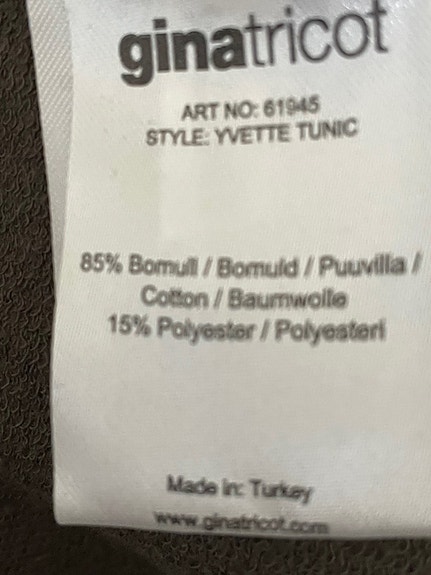 ginatricot
ART NO: 61945
STYLE: YVETTE TUNIC
85% Bomull / Bomuld / Puuvilla /
Cotton / Baumwolle
15% Polyester / Polyesteri
Made in: Turkey
www.ginatricot.com